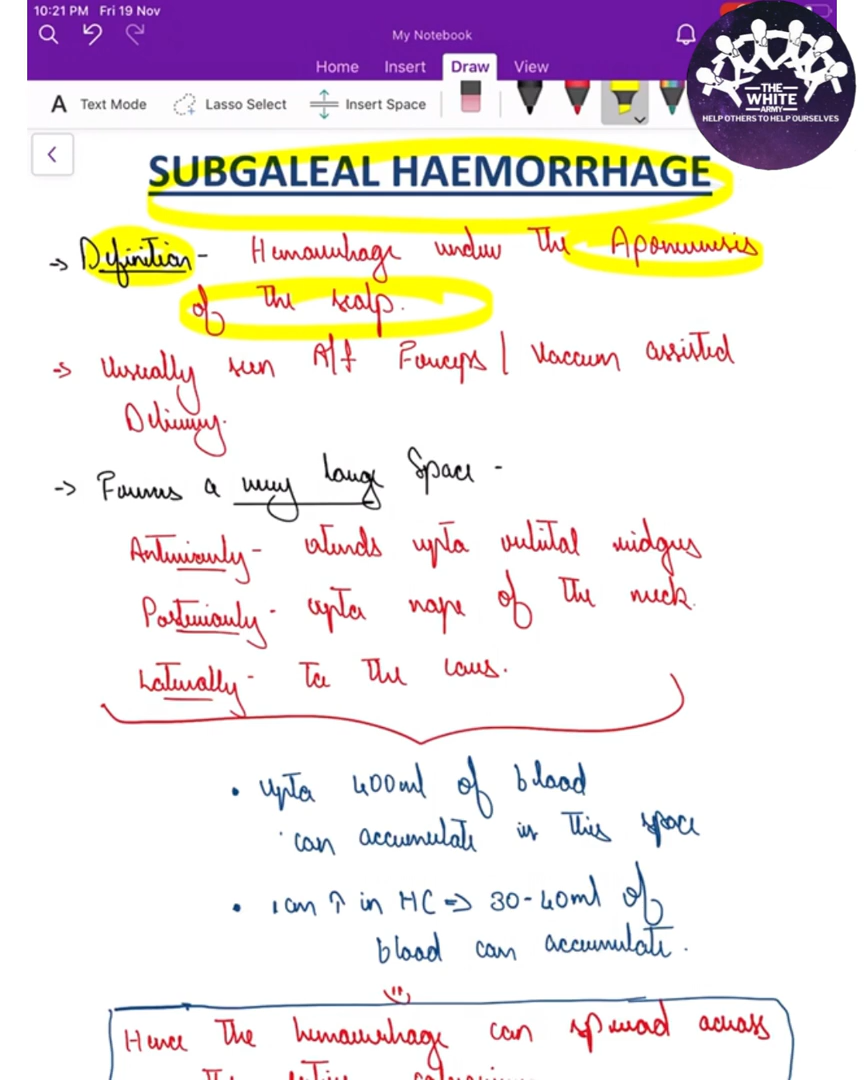 10:21 PM Fri 19 Nov
My Notebook
Home Insert Draw View
A Text Mode Lasso Select Insert Space
THE
WHITE
ARMY
HELP OTHERS TO HELP OURSELVES
SUBGALEAL HAEMORRHAGE
→ Definition - Hemorrhage under the Aponeurosis
of the scalp.
→ Usually seen A/f Forceps | Vaccum assisted
Delivery.
→ Forms a very large Space -
Anteriorly - extends upto orbital ridges
Posteriorly - upto nape of the neck.
Laterally - To the ears.
• upto 400ml of blood
can accumulate in this space
• 1 cm ↑ in HC => 30-40ml of
blood can accumulate.
Hence the hemorrhage can spread across
the entire